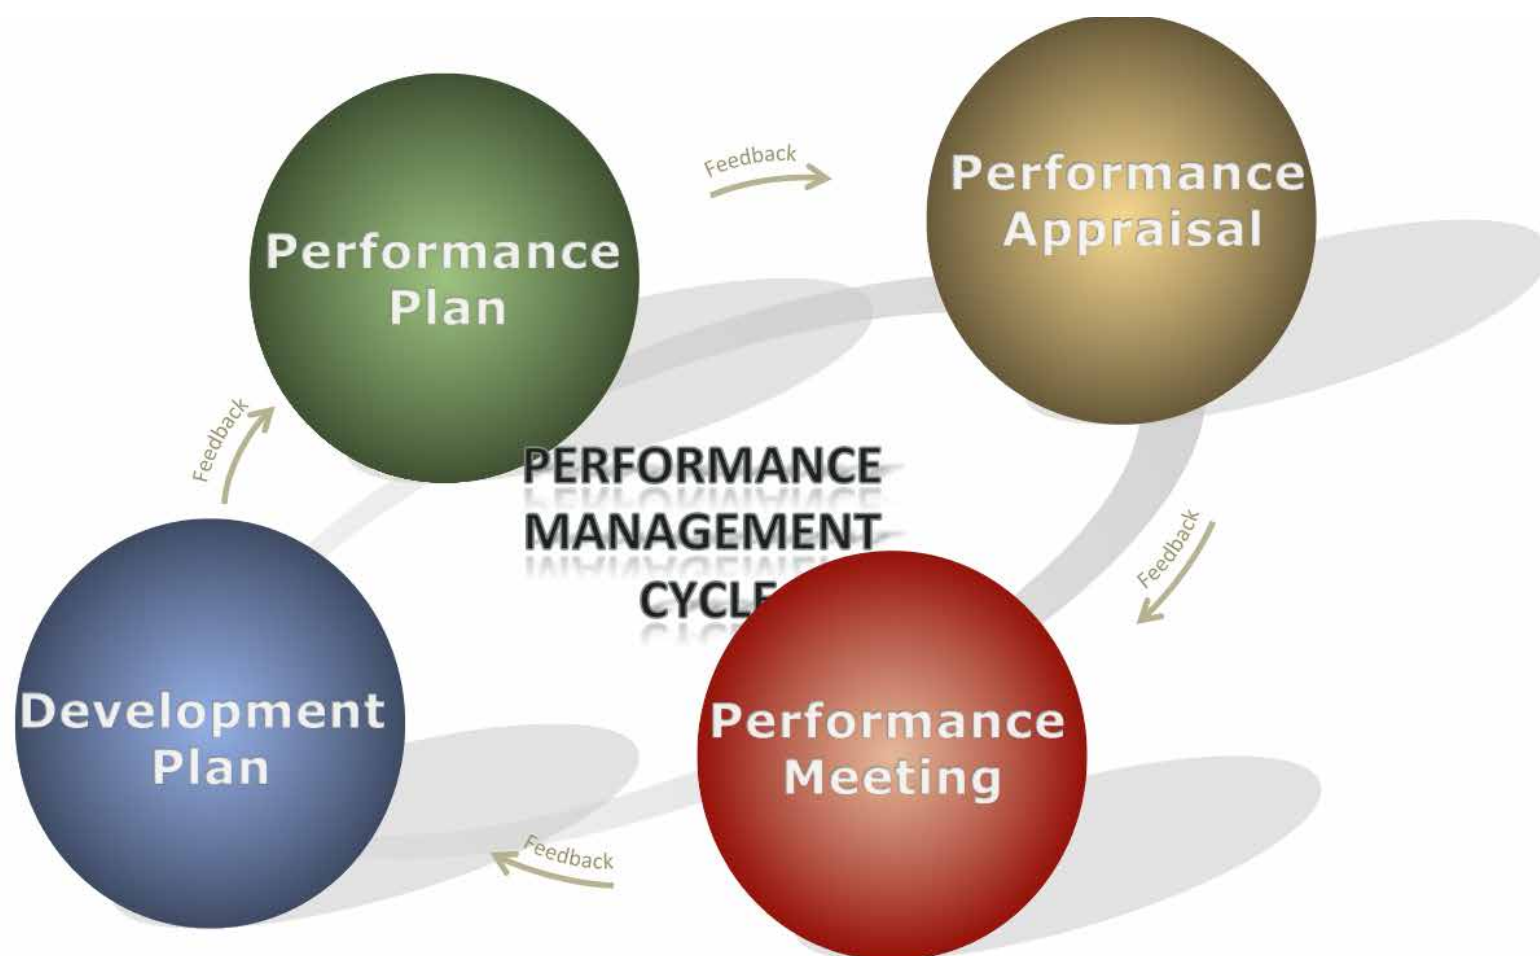 Performance
Plan
Feedback
Performance
Appraisal
Feedback
Performance
Meeting
Feedback
Development
Plan
Feedback
PERFORMANCE
MANAGEMENT
CYCLE